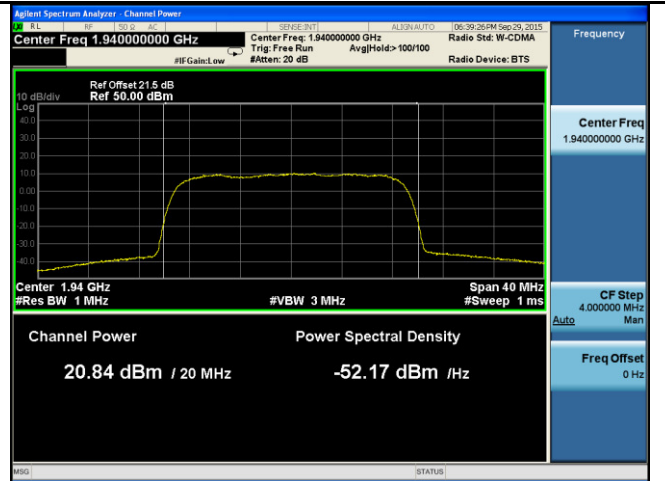 Agilent Spectrum Analyzer - Channel Power
RL RF 50 Ω AC SENSE:INT ALIGN AUTO 06:39:26 PM Sep 29, 2015
Center Freq 1.940000000 GHz
Center Freq: 1.940000000 GHz Radio Std: W-CDMA
Trig: Free Run Avg|Hold:>100/100
#IFGain:Low #Atten: 20 dB Radio Device: BTS
Frequency
Ref Offset 21.5 dB
10 dB/div Ref 50.00 dBm
Log
40.0
30.0
20.0
10.0
0.00
-10.0
-20.0
-30.0
-40.0
Center 1.94 GHz Span 40 MHz
#Res BW 1 MHz #VBW 3 MHz #Sweep 1 ms
Channel Power Power Spectral Density
20.84 dBm / 20 MHz -52.17 dBm /Hz
Center Freq
1.940000000 GHz
CF Step
4.000000 MHz
Auto Man
Freq Offset
0 Hz
MSG STATUS